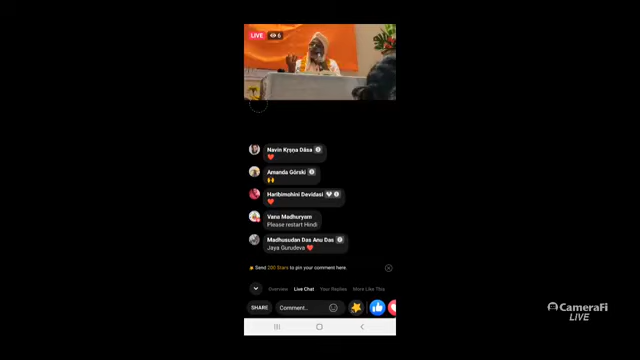 LIVE 6
Navin Kṛṣṇa Dāsa
Amanda Górski
Haribimohini Devidasi
Vana Madhuryam
Please restart Hindi
Madhusudan Das Anu Das
Jaya Gurudeva
Send 200 Stars to pin your comment here.
Overview Live Chat Your Replies More Like This
SHARE Comment...
CameraFi
LIVE